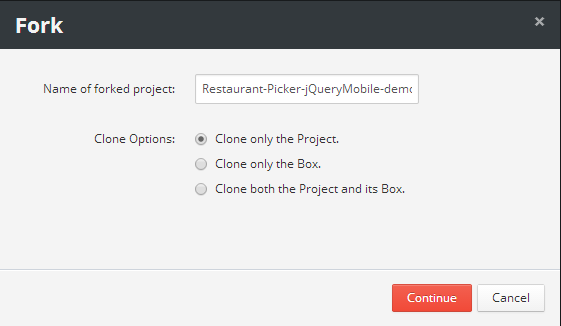 Fork
Name of forked project: Restaurant-Picker-jQueryMobile-demo
Clone Options: Clone only the Project.
Clone only the Box.
Clone both the Project and its Box.
Continue Cancel